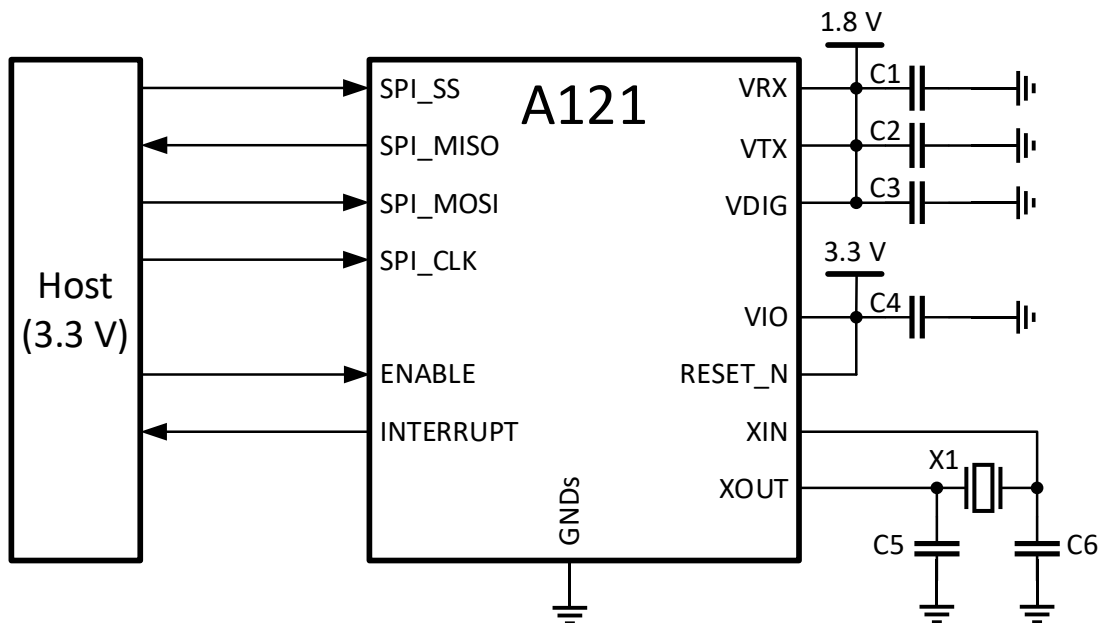 1.8 V
SPI_SS
A121
VRX
C1
SPI_MISO
VTX
C2
SPI_MOSI
VDIG
C3
SPI_CLK
3.3 V
Host
(3.3 V)
VIO
C4
ENABLE
RESET_N
INTERRUPT
XIN
XOUT
X1
GNDs
C5
C6